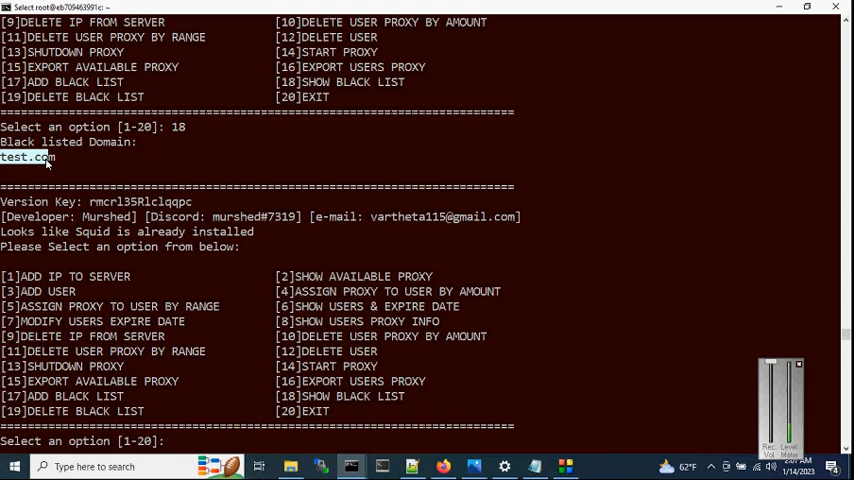 Select root@eb709463991c: ~
[9]DELETE IP FROM SERVER [10]DELETE USER PROXY BY AMOUNT
[11]DELETE USER PROXY BY RANGE [12]DELETE USER
[13]SHUTDOWN PROXY [14]START PROXY
[15]EXPORT AVAILABLE PROXY [16]EXPORT USERS PROXY
[17]ADD BLACK LIST [18]SHOW BLACK LIST
[19]DELETE BLACK LIST [20]EXIT
===========================================================================
Select an option [1-20]: 18
Black listed Domain:
test.com
===========================================================================
Version Key: rmcrl35Rlclqqpc
[Developer: Murshed] [Discord: murshed#7319] [e-mail: vartheta115@gmail.com]
Looks like Squid is already installed
Please Select an option from below:
[1]ADD IP TO SERVER [2]SHOW AVAILABLE PROXY
[3]ADD USER [4]ASSIGN PROXY TO USER BY AMOUNT
[5]ASSIGN PROXY TO USER BY RANGE [6]SHOW USERS & EXPIRE DATE
[7]MODIFY USERS EXPIRE DATE [8]SHOW USERS PROXY INFO
[9]DELETE IP FROM SERVER [10]DELETE USER PROXY BY AMOUNT
[11]DELETE USER PROXY BY RANGE [12]DELETE USER
[13]SHUTDOWN PROXY [14]START PROXY
[15]EXPORT AVAILABLE PROXY [16]EXPORT USERS PROXY
[17]ADD BLACK LIST [18]SHOW BLACK LIST
[19]DELETE BLACK LIST [20]EXIT
===========================================================================
Select an option [1-20]:
Rec. Level
Vol Meter
Type here to search
62°F
2:07 AM
1/14/2023
4